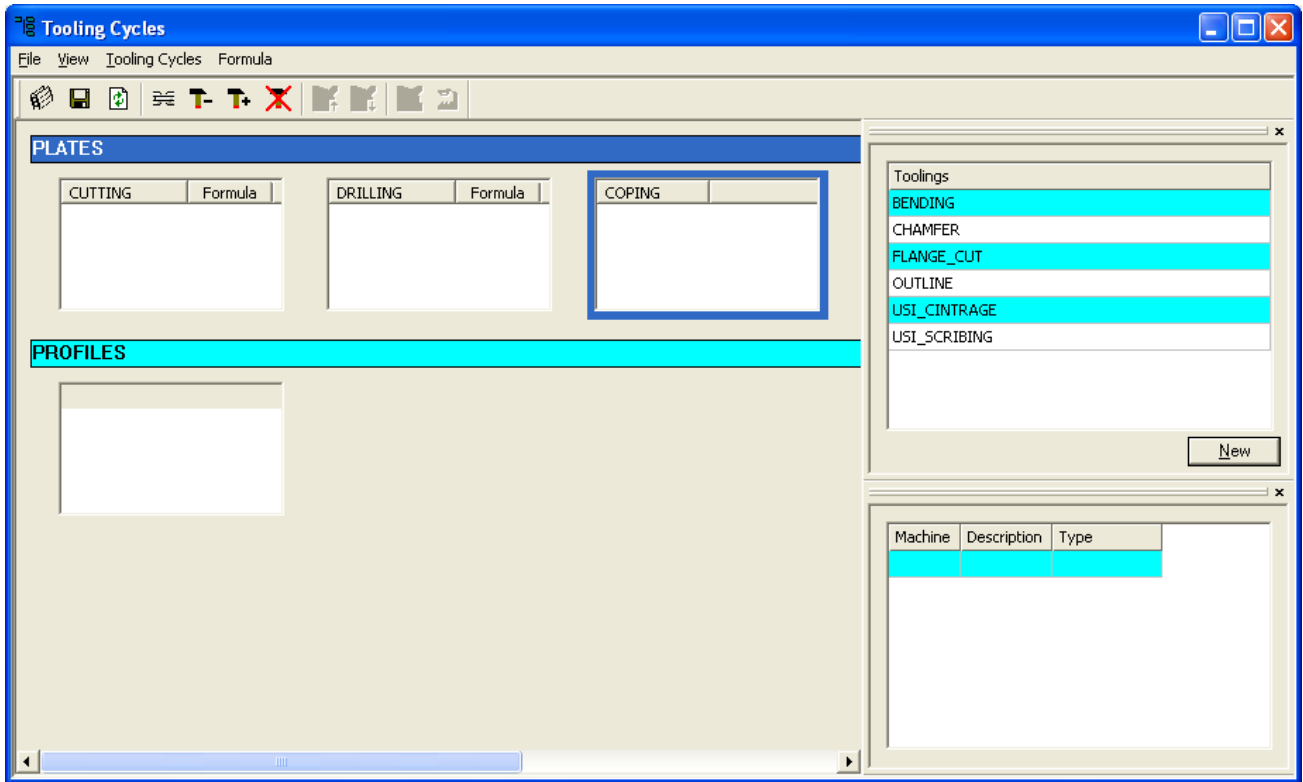 Tooling Cycles
File View Tooling Cycles Formula
PLATES
CUTTING Formula
DRILLING Formula
COPING
PROFILES
Toolings
BENDING
CHAMFER
FLANGE_CUT
OUTLINE
USI_CINTRAGE
USI_SCRIBING
New
Machine Description Type